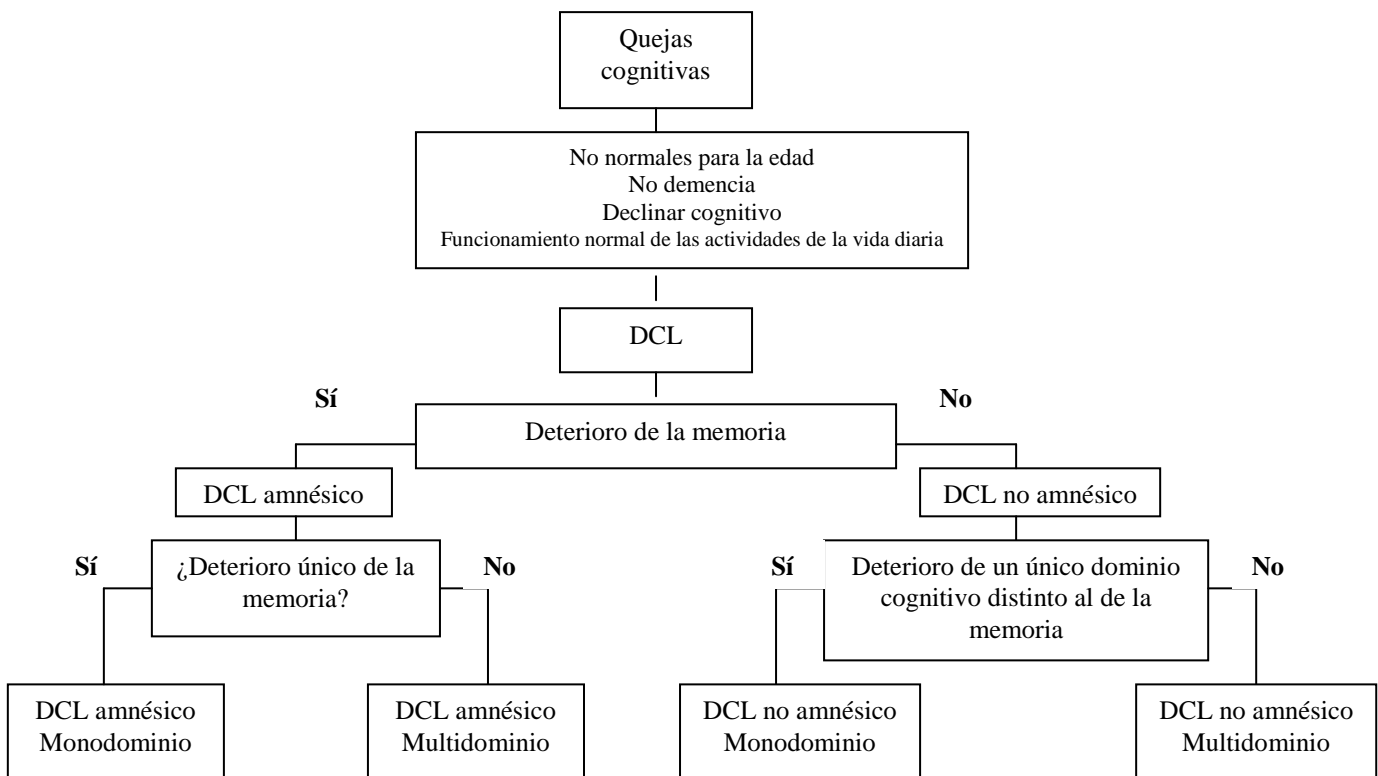 Quejas
cognitivas
No normales para la edad
No demencia
Declinar cognitivo
Funcionamiento normal de las actividades de la vida diaria
DCL
Sí
No
Deterioro de la memoria
DCL amnésico
DCL no amnésico
Sí
¿Deterioro único de la
memoria?
No
Sí
Deterioro de un único dominio
cognitivo distinto al de la
memoria
No
DCL amnésico
Monodominio
DCL amnésico
Multidominio
DCL no amnésico
Monodominio
DCL no amnésico
Multidominio